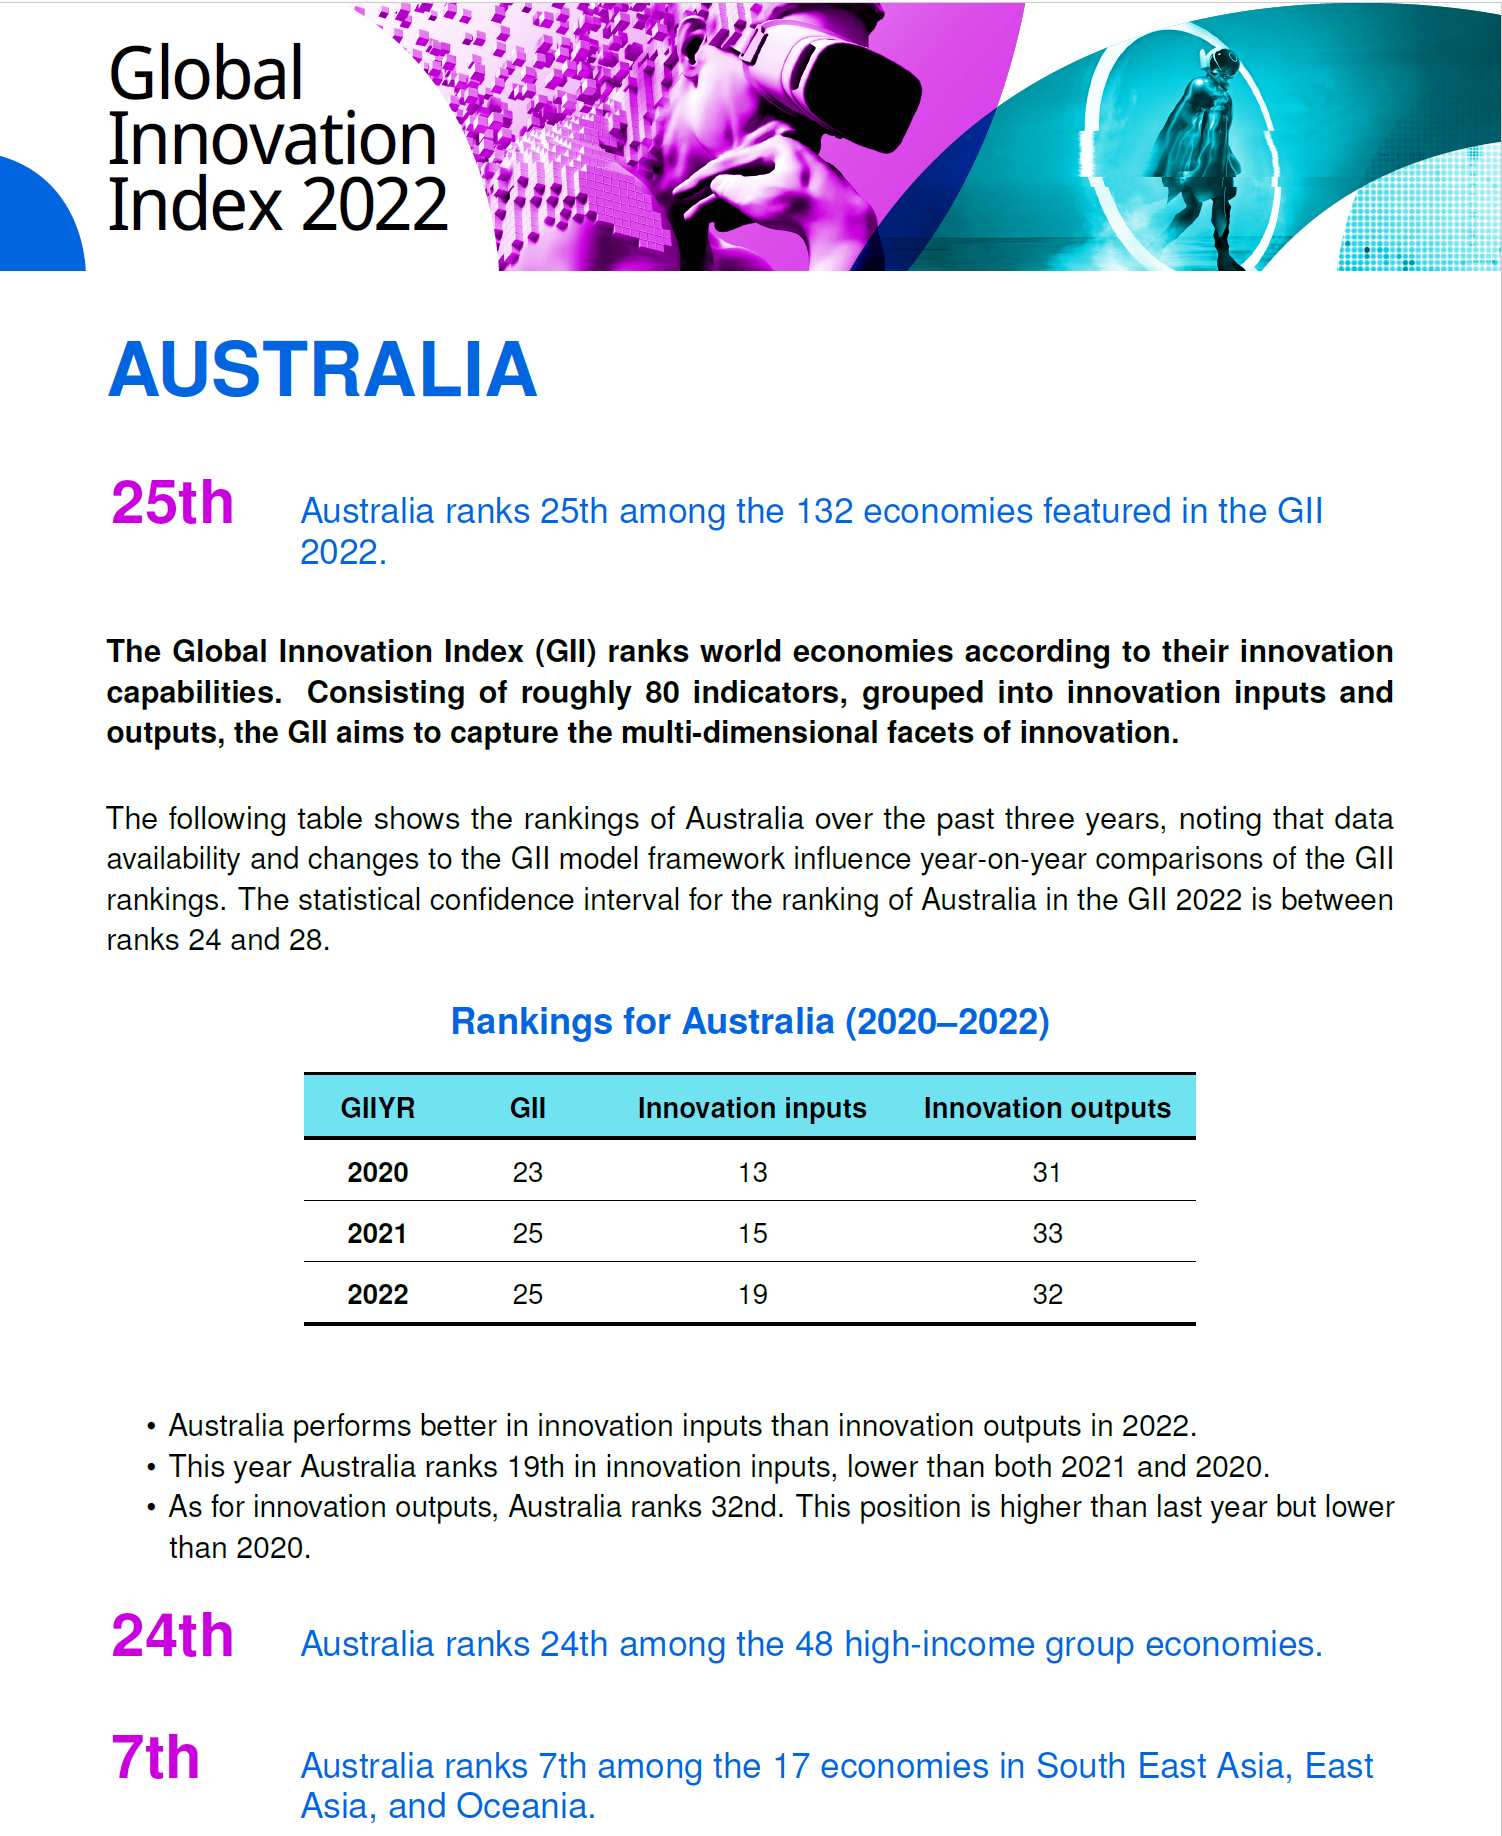 Global
Innovation
Index 2022
AUSTRALIA
25th
Australia ranks 25th among the 132 economies featured in the GII
2022.
The Global Innovation Index (GII) ranks world economies according to their innovation
capabilities. Consisting of roughly 80 indicators, grouped into innovation inputs and
outputs, the GII aims to capture the multi-dimensional facets of innovation.
The following table shows the rankings of Australia over the past three years, noting that data
availability and changes to the GII model framework influence year-on-year comparisons of the GII
rankings. The statistical confidence interval for the ranking of Australia in the GII 2022 is between
ranks 24 and 28.
Rankings for Australia (2020–2022)
GIIYR GII Innovation inputs Innovation outputs
2020 23 13 31
2021 25 15 33
2022 25 19 32
• Australia performs better in innovation inputs than innovation outputs in 2022.
• This year Australia ranks 19th in innovation inputs, lower than both 2021 and 2020.
• As for innovation outputs, Australia ranks 32nd. This position is higher than last year but lower
than 2020.
24th
Australia ranks 24th among the 48 high-income group economies.
7th
Australia ranks 7th among the 17 economies in South East Asia, East
Asia, and Oceania.